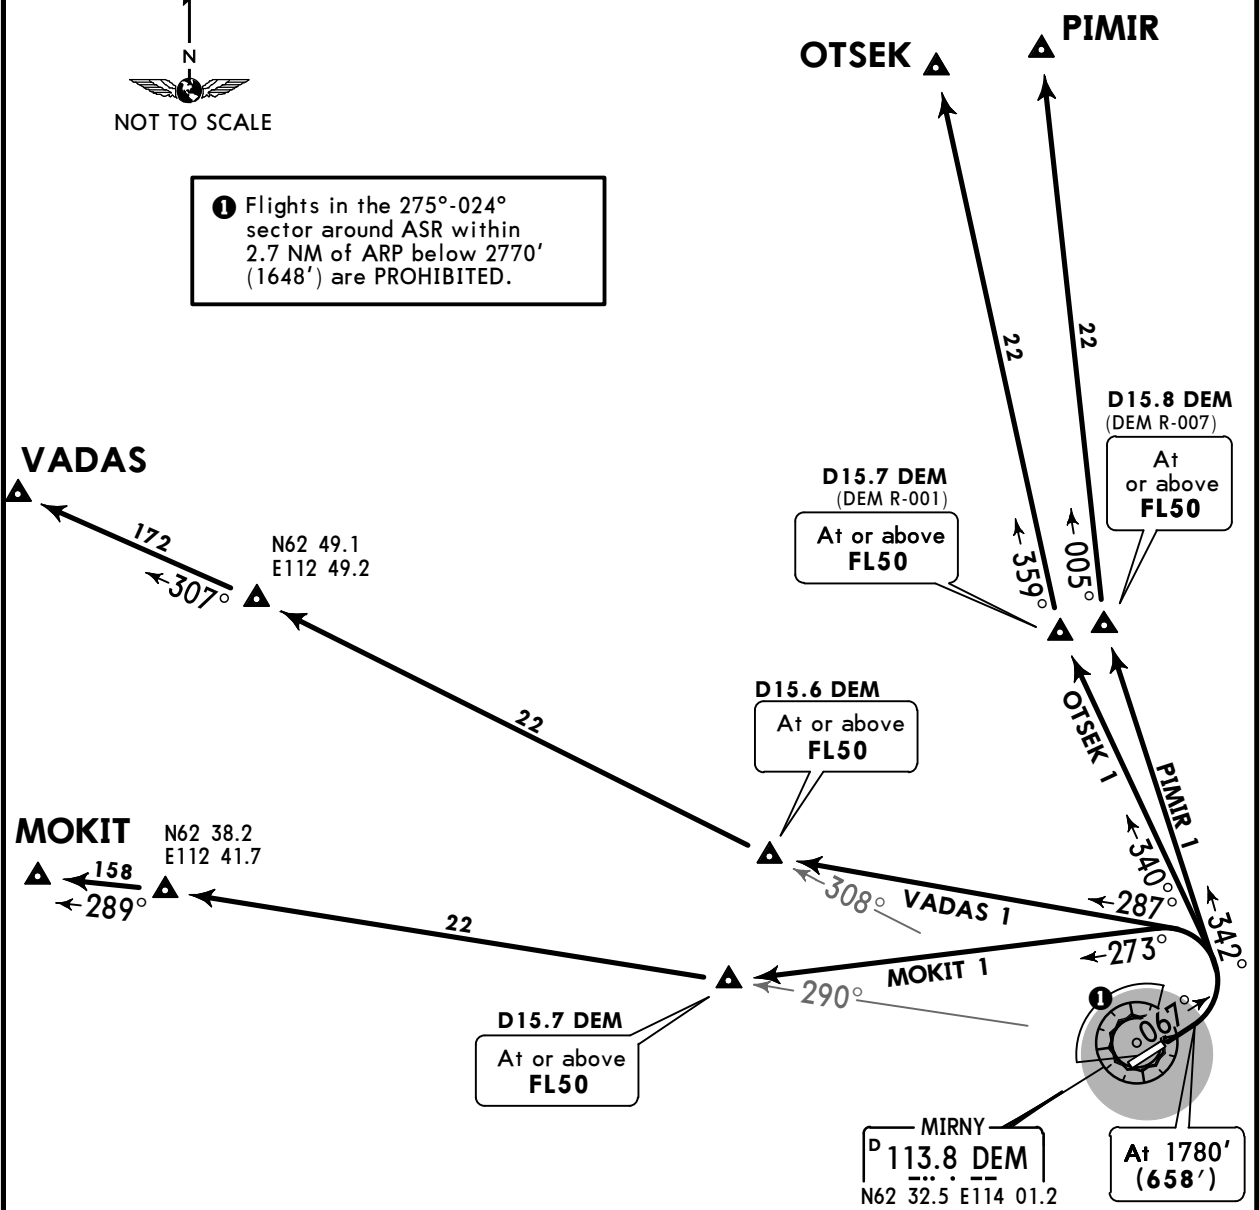 N
NOT TO SCALE
OTSEK
PIMIR
1 Flights in the 275°-024°
sector around ASR within
2.7 NM of ARP below 2770'
(1648') are PROHIBITED.
22
22
D15.8 DEM
(DEM R-007)
At
or above
FL50
D15.7 DEM
(DEM R-001)
At or above
FL50
359°
005°
VADAS
172
307°
N62 49.1
E112 49.2
22
D15.6 DEM
At or above
FL50
OTSEK 1
PIMIR 1
340°
342°
MOKIT
N62 38.2
E112 41.7
158
289°
22
308°
VADAS 1
287°
273°
MOKIT 1
290°
D15.7 DEM
At or above
FL50
1
067°
MIRNY
D 113.8 DEM
N62 32.5 E114 01.2
At 1780'
(658')